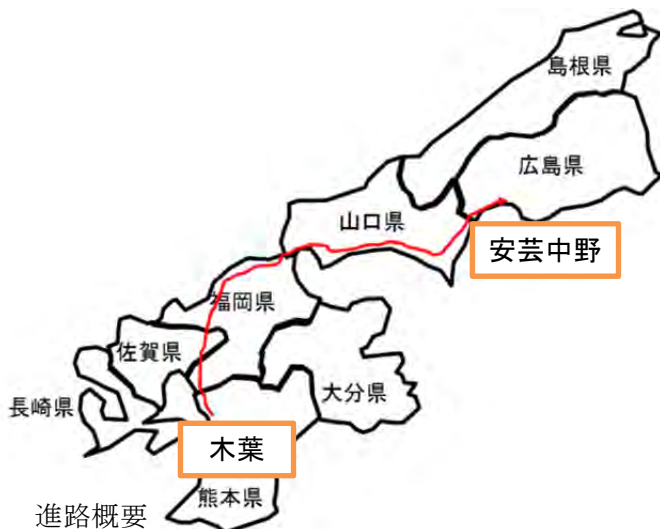 島根県
広島県
山口県
安芸中野
福岡県
佐賀県
大分県
長崎県
木葉
熊本県
進路概要